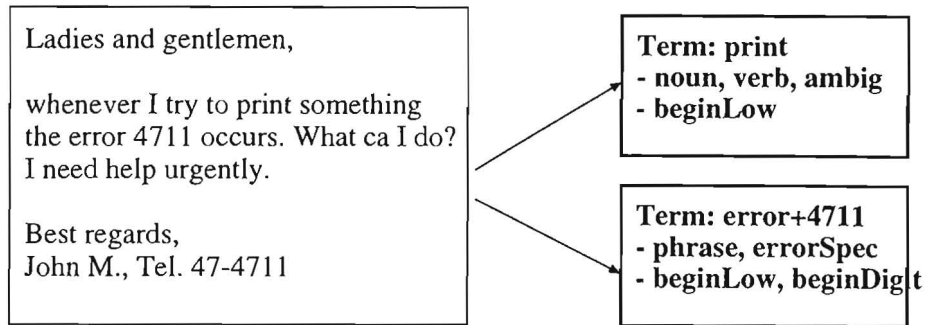 Ladies and gentlemen,
whenever I try to print something
the error 4711 occurs. What ca I do?
I need help urgently.
Best regards,
John M., Tel. 47-4711
Term: print
- noun, verb, ambig
- beginLow
Term: error+4711
- phrase, errorSpec
- beginLow, beginDigit